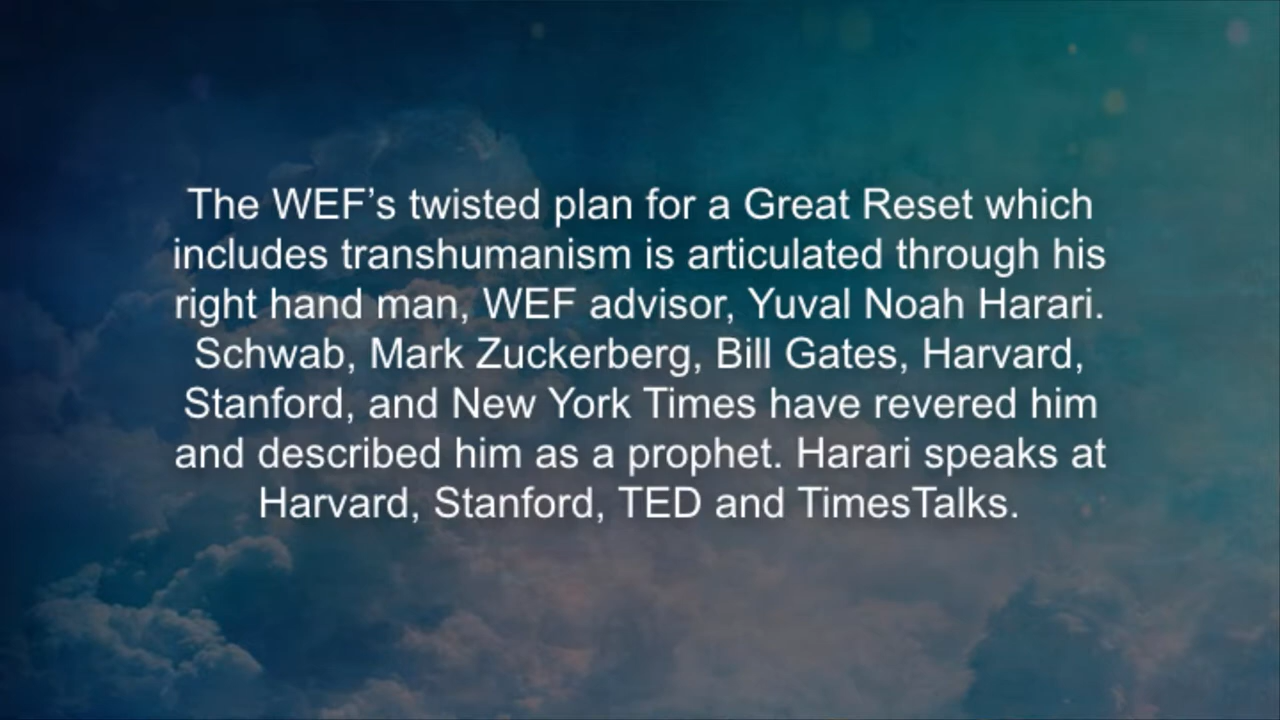 The WEF’s twisted plan for a Great Reset which
includes transhumanism is articulated through his
right hand man, WEF advisor, Yuval Noah Harari.
Schwab, Mark Zuckerberg, Bill Gates, Harvard,
Stanford, and New York Times have revered him
and described him as a prophet. Harari speaks at
Harvard, Stanford, TED and TimesTalks.